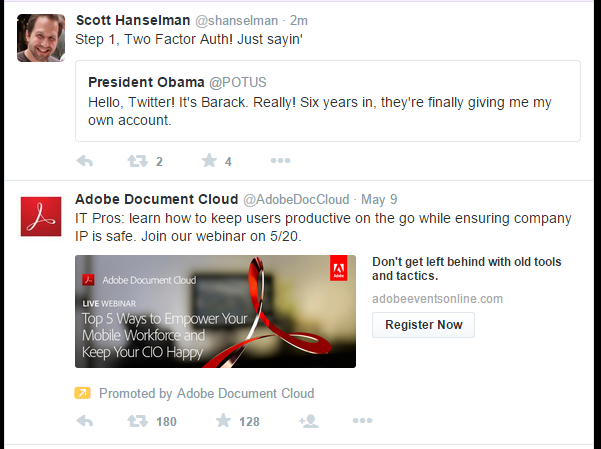 Scott Hanselman @shanselman · 2m
Step 1, Two Factor Auth! Just sayin'
President Obama @POTUS
Hello, Twitter! It's Barack. Really! Six years in, they're finally giving me my
own account.
2 4
Adobe Document Cloud @AdobeDocCloud · May 9
IT Pros: learn how to keep users productive on the go while ensuring company
IP is safe. Join our webinar on 5/20.
Adobe Document Cloud
Adobe
LIVE WEBINAR
Top 5 Ways to Empower Your
Mobile Workforce and
Keep Your CIO Happy
Don't get left behind with old tools
and tactics.
adobeeventsonline.com
Register Now
Promoted by Adobe Document Cloud
180 128